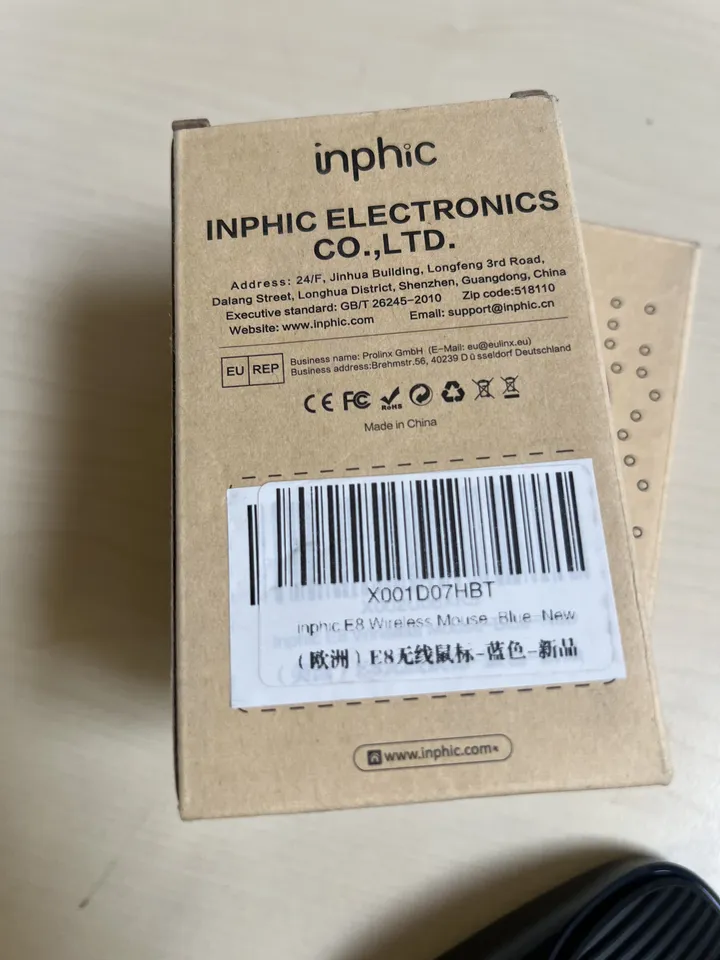 inphic
INPHIC ELECTRONICS
CO.,LTD.
Address: 24/F, Jinhua Building, Longfeng 3rd Road,
Dalang Street, Longhua District, Shenzhen, Guangdong, China
Executive standard: GB/T 26245-2010 Zip code:518110
Website: www.inphic.com Email: support@inphic.cn
EU REP
Business name: Prolinx GmbH (E-Mail: eu@eulinx.eu)
Business address:Brehmstr.56, 40239 D ü sseldorf Deutschland
CE FC RoHS
Made in China
X001D07HBT
inphic E8 Wireless Mouse, Blue- New
（欧洲）E8无线鼠标-蓝色-新品
www.inphic.com